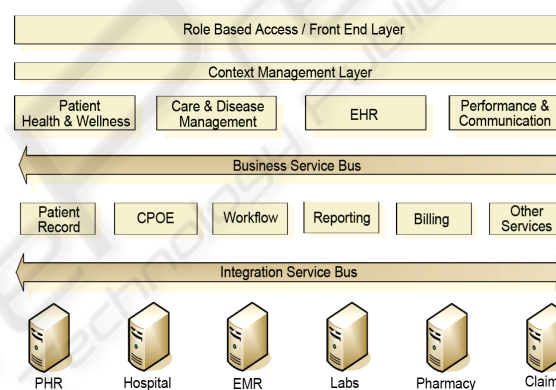 Role Based Access / Front End Layer
Context Management Layer
Patient
Health & Wellness
Care & Disease
Management
EHR
Performance &
Communication
Business Service Bus
Patient
Record
CPOE
Workflow
Reporting
Billing
Other
Services
Integration Service Bus
PHR
Hospital
EMR
Labs
Pharmacy
Claim